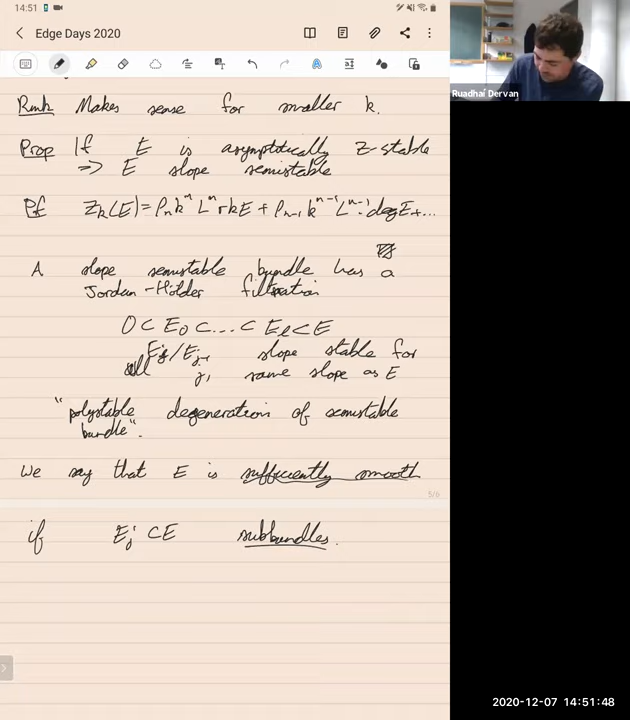 14:51
Edge Days 2020
Rmk Makes sense for smaller k.
Prop If E is asymptotically Z-stable
=> E slope semistable
Pf Z_k(E) = ρ_n k^n L^n rk E + ρ_{n-1} k^{n-1} L^{n-1}. deg E + ...
A slope semistable bundle has a
Jordan-Hölder filtration
0 ⊂ E_0 ⊂ ... ⊂ E_l ⊂ E
E_j/E_{j-1} slope stable for
all j, same slope as E
"polystable degenerations of semistable
bundle".
We say that E is sufficiently smooth
5/6
if E_j ⊂ E subbundles.
Ruadhaí Dervan
2020-12-07 14:51:48